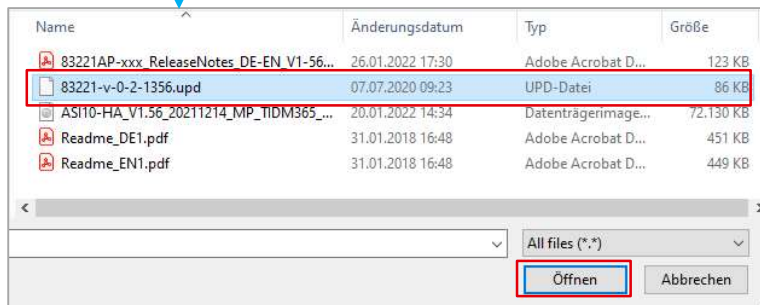 Name Änderungsdatum Typ Größe
83221AP-xxx_ReleaseNotes_DE-EN_V1-56... 26.01.2022 17:30 Adobe Acrobat D... 123 KB
83221-v-0-2-1356.upd 07.07.2020 09:23 UPD-Datei 86 KB
ASI10-HA_V1.56_20211214_MP_TIDM365_... 20.01.2022 14:34 Datenträgerimage... 72.130 KB
Readme_DE1.pdf 31.01.2018 16:48 Adobe Acrobat D... 451 KB
Readme_EN1.pdf 31.01.2018 16:48 Adobe Acrobat D... 449 KB
All files (*.*)
Öffnen Abbrechen